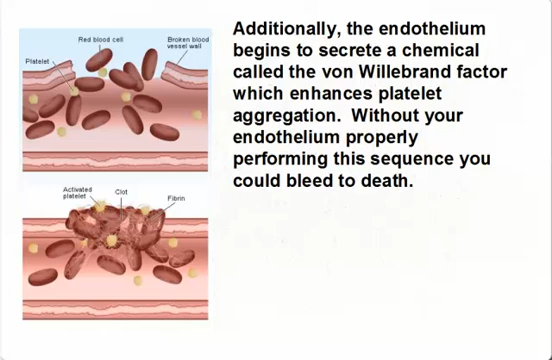 Red blood cell
Broken blood
vessel wall
Platelet
Activated
platelet
Clot
Fibrin
Additionally, the endothelium
begins to secrete a chemical
called the von Willebrand factor
which enhances platelet
aggregation.  Without your
endothelium properly
performing this sequence you
could bleed to death.